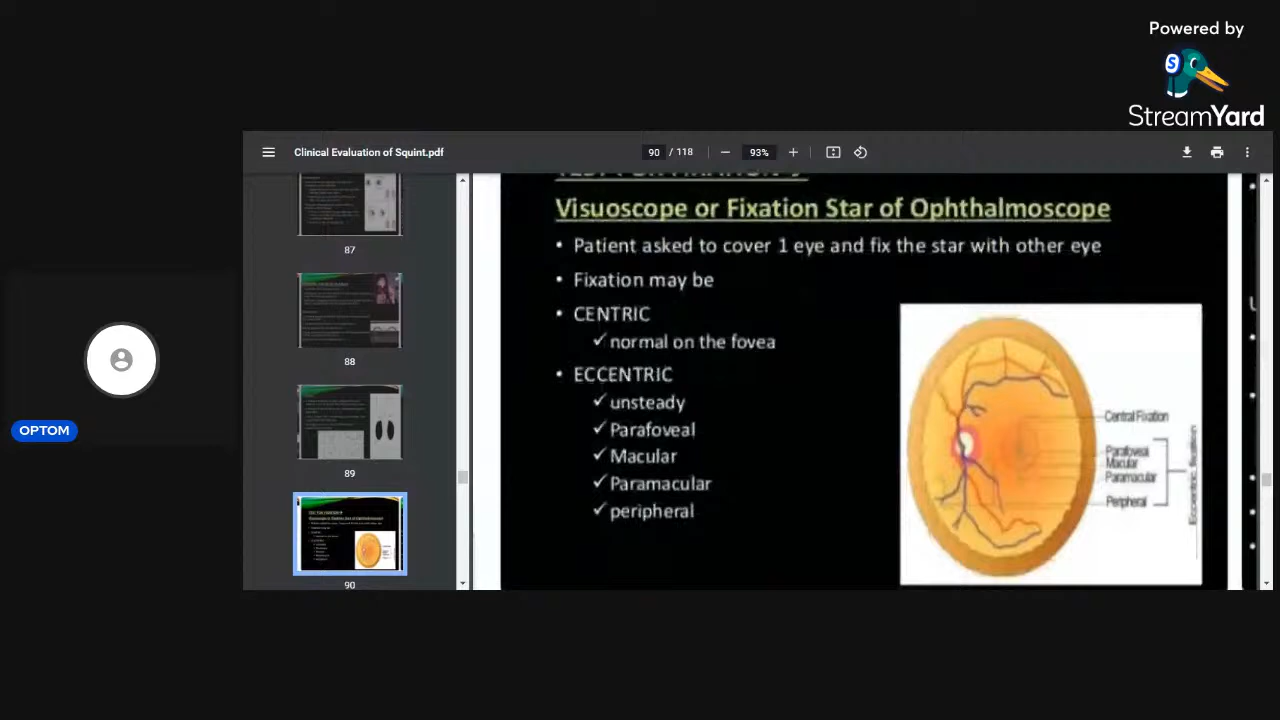 Powered by
StreamYard
Clinical Evaluation of Squint.pdf
90 / 118
93%
Visuoscope or Fixation Star of Ophthalmoscope
• Patient asked to cover 1 eye and fix the star with other eye
• Fixation may be
• CENTRIC
✓normal on the fovea
• ECCENTRIC
✓unsteady
✓Parafoveal
✓Macular
✓Paramacular
✓peripheral
Central Fixation
Parafoveal
Macular
Paramacular
Peripheral
Eccentric fixation
87
88
89
90
OPTOM